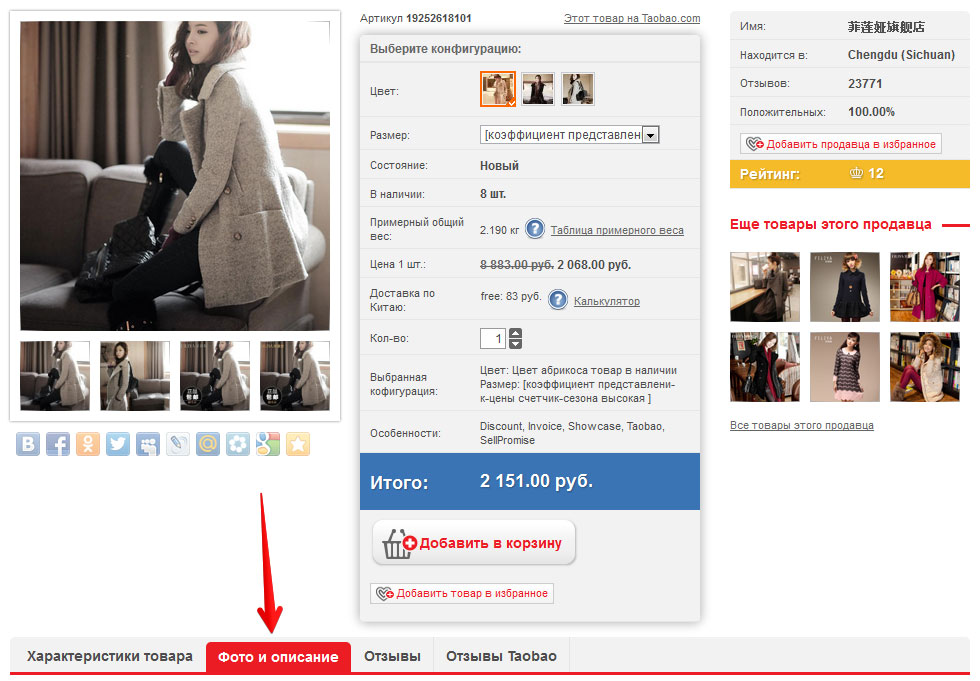 Артикул 19252618101
Этот товар на Taobao.com
Выберите конфигурацию:
Цвет:
Размер:
[коэффициент представлен
Состояние:
Новый
В наличии:
8 шт.
Примерный общий
вес:
2.190 кг
?
Таблица примерного веса
Цена 1 шт.:
8 883.00 руб. 2 068.00 руб.
Доставка по
Китаю:
free: 83 руб.
?
Калькулятор
Кол-во:
1
Выбранная
кофигурация:
Цвет: Цвет абрикоса товар в наличии
Размер: [коэффициент представлени-
к-цены счетчик-сезона высокая ]
Особенности:
Discount, Invoice, Showcase, Taobao,
SellPromise
Итого:
2 151.00 руб.
Добавить в корзину
Добавить товар в избранное
Имя:
菲莲娅旗舰店
Находится в:
Chengdu (Sichuan)
Отзывов:
23771
Положительных:
100.00%
Добавить продавца в избранное
Рейтинг:
12
Еще товары этого продавца
Все товары этого продавца
Характеристики товара
Фото и описание
Отзывы
Отзывы Taobao